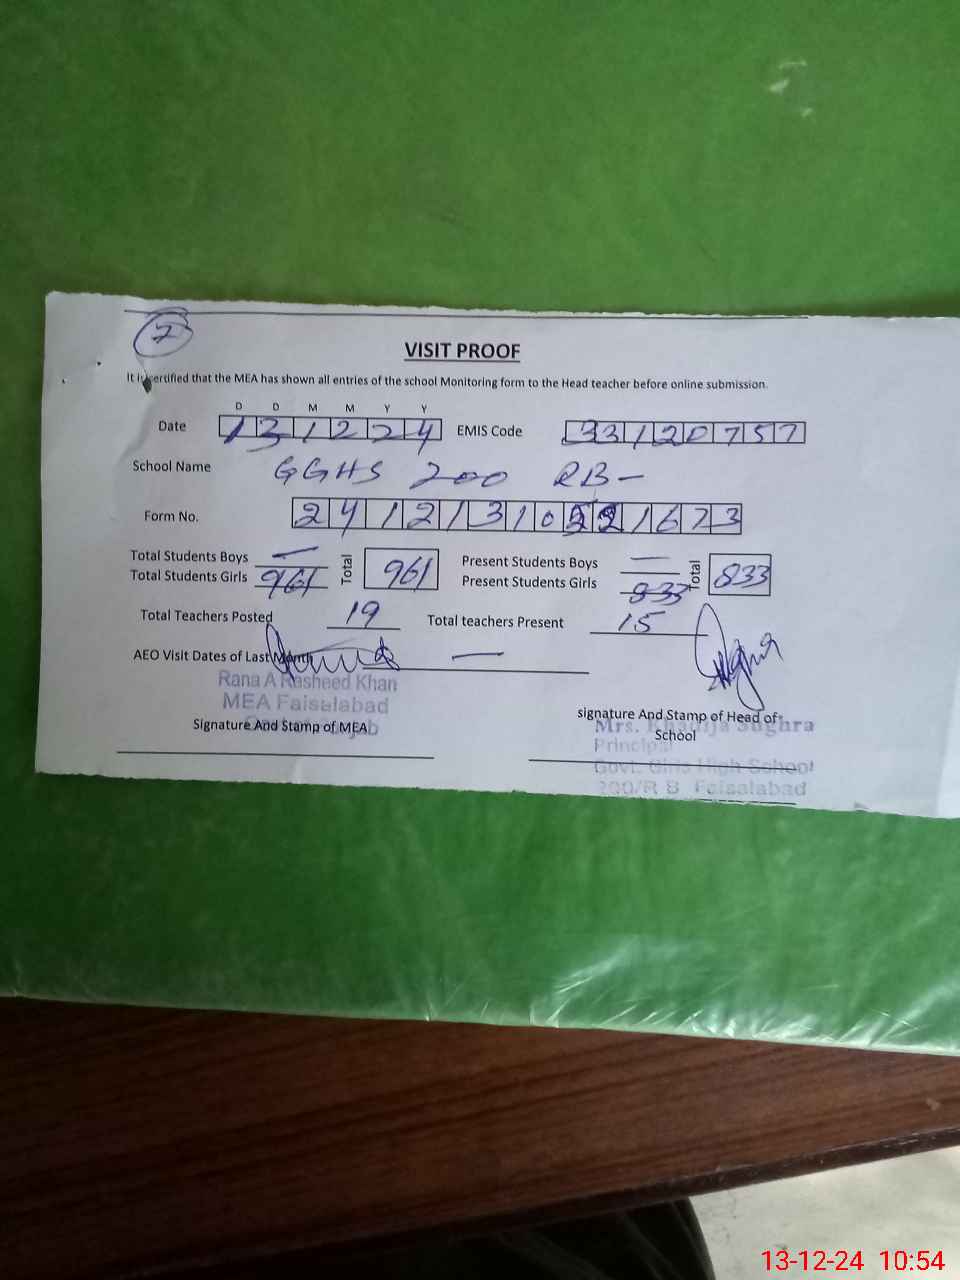 7
VISIT PROOF
It is certified that the MEA has shown all entries of the school Monitoring form to the Head teacher before online submission.
D D M M Y Y
Date 131224 EMIS Code 33120757
School Name GGHS 200 RB-
Form No. 24121310 1673
Total Students Boys — Total 961 Present Students Boys — Total 833
Total Students Girls 961 Present Students Girls 833
Total Teachers Posted 19 Total teachers Present 15
AEO Visit Dates of Last Month —
Rana A Rasheed Khan
MEA Faisalabad
Signature And Stamp of MEA
signature And Stamp of Head of School
Mrs. Khadija Sughra
Principal
Govt. Girls High School
200/R B Faisalabad
13-12-24 10:54